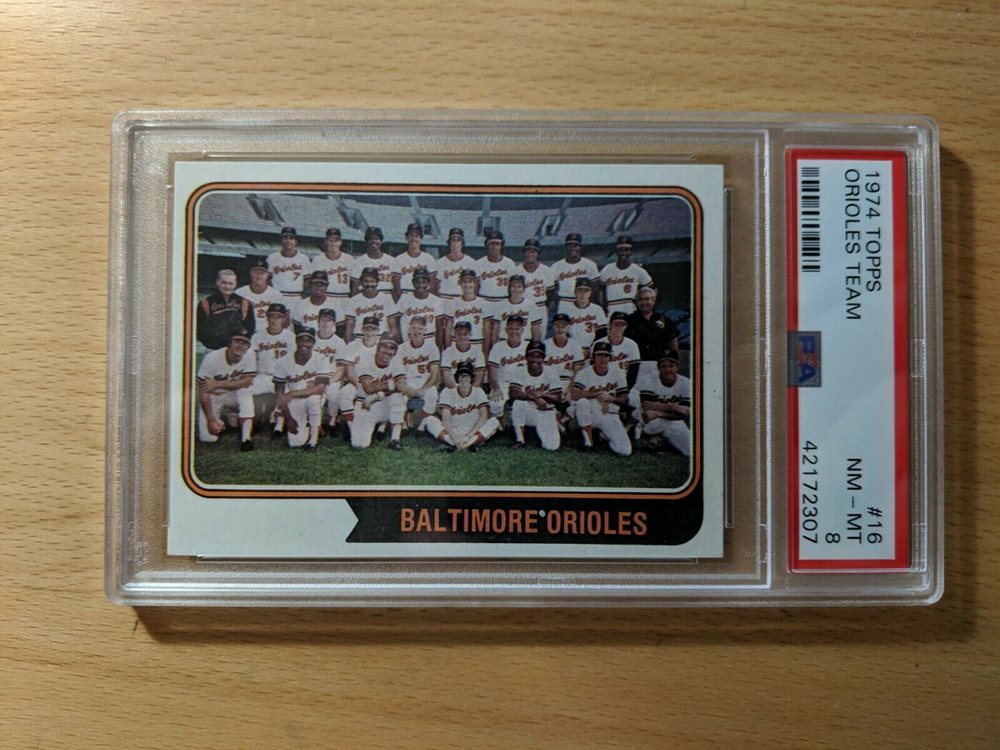 BALTIMORE ORIOLES
1974 TOPPS
#16
ORIOLES TEAM
NM - MT
8
PSA
42172307